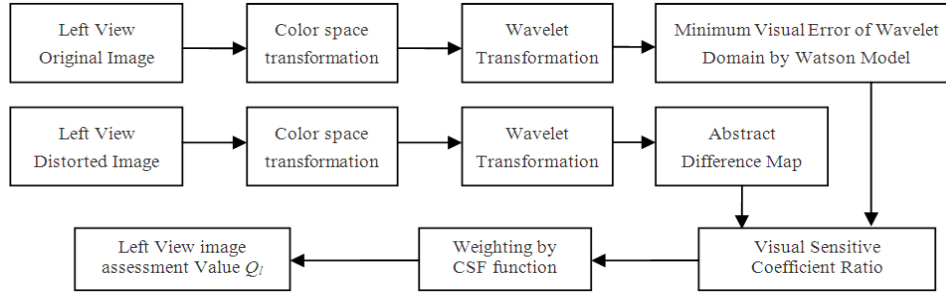 Left View
Original Image
Color space
transformation
Wavelet
Transformation
Minimum Visual Error of Wavelet
Domain by Watson Model
Left View
Distorted Image
Color space
transformation
Wavelet
Transformation
Abstract
Difference Map
Left View image
assessment Value Ql
Weighting by
CSF function
Visual Sensitive
Coefficient Ratio